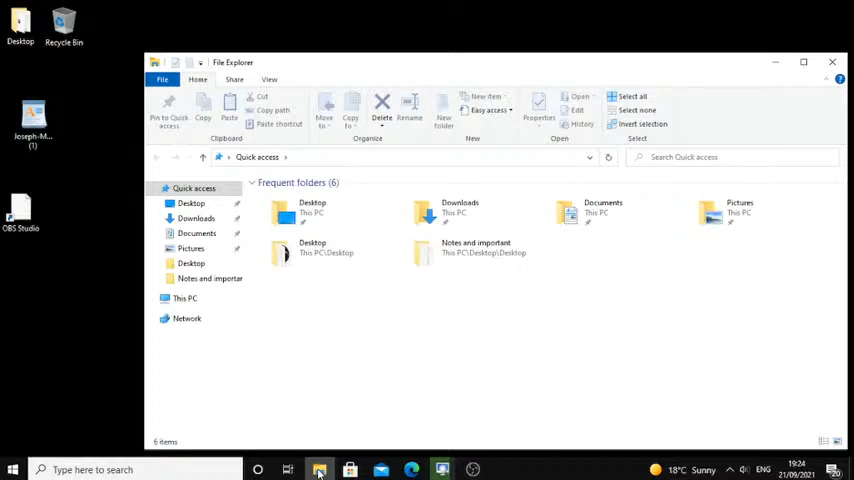 Desktop
Recycle Bin
Joseph-M...
(1)
OBS Studio
File Explorer
File
Home
Share
View
Pin to Quick
access
Copy
Paste
Cut
Copy path
Paste shortcut
Clipboard
Move
to
Copy
to
Delete
Rename
Organize
New
folder
New item
Easy access
New
Properties
Open
Edit
History
Open
Select all
Select none
Invert selection
Select
Quick access
Search Quick access
Quick access
Desktop
Downloads
Documents
Pictures
Desktop
Notes and importar
This PC
Network
Frequent folders (6)
Desktop
This PC
Downloads
This PC
Documents
This PC
Pictures
This PC
Desktop
This PC\Desktop
Notes and important
This PC\Desktop\Desktop
6 items
Type here to search
18°C Sunny
ENG
19:24
21/09/2021
20